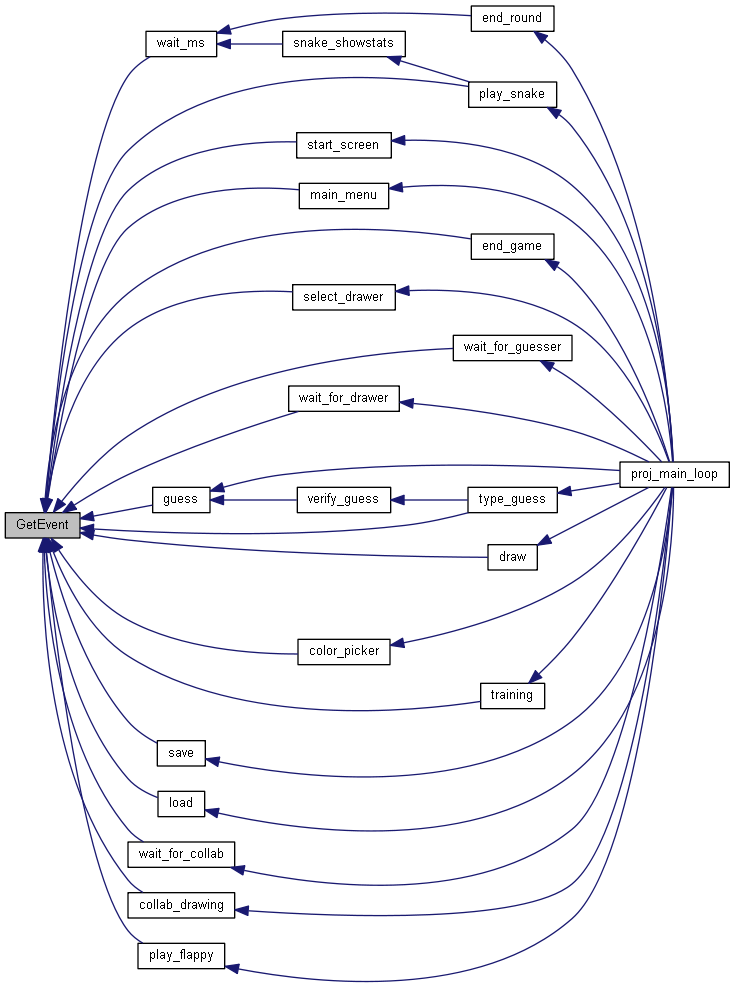 end_round
wait_ms
snake_showstats
play_snake
start_screen
main_menu
end_game
select_drawer
wait_for_guesser
wait_for_drawer
proj_main_loop
guess
verify_guess
type_guess
GetEvent
draw
color_picker
training
save
load
wait_for_collab
collab_drawing
play_flappy